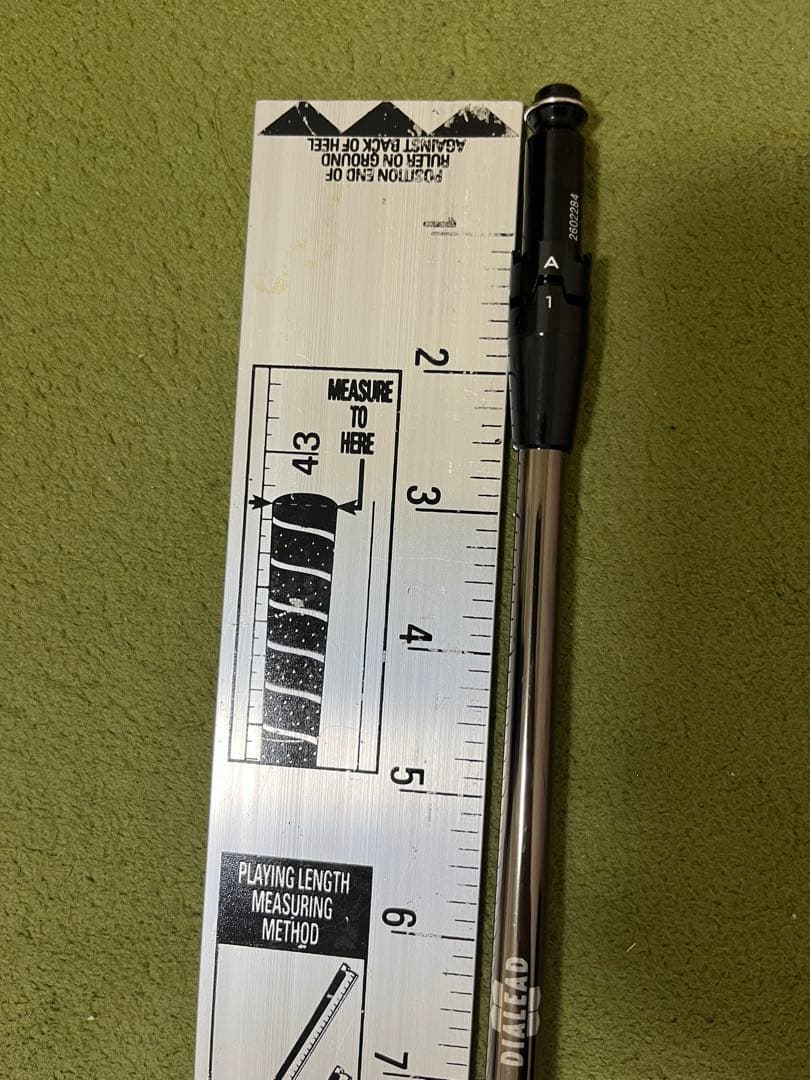 POSITION END OF
RULER ON GROUND
AGAINST BACK OF HEEL
2602284
A
1
2
MEASURE
TO
HERE
43
3
4
5
PLAYING LENGTH
MEASURING
METHOD
6
DIALEAD
7